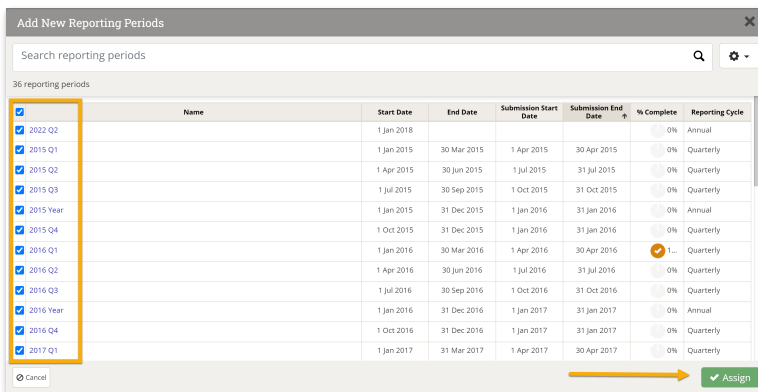 Add New Reporting Periods
Search reporting periods
36 reporting periods
Name Start Date End Date Submission Start Date Submission End Date % Complete Reporting Cycle
2022 Q2 1 Jan 2018 0% Annual
2015 Q1 1 Jan 2015 30 Mar 2015 1 Apr 2015 30 Apr 2015 0% Quarterly
2015 Q2 1 Apr 2015 30 Jun 2015 1 Jul 2015 31 Jul 2015 0% Quarterly
2015 Q3 1 Jul 2015 30 Sep 2015 1 Oct 2015 31 Oct 2015 0% Quarterly
2015 Year 1 Jan 2015 31 Dec 2015 1 Jan 2016 31 Jan 2016 0% Annual
2015 Q4 1 Oct 2015 31 Dec 2015 1 Jan 2016 31 Jan 2016 0% Quarterly
2016 Q1 1 Jan 2016 30 Mar 2016 1 Apr 2016 30 Apr 2016 1... Quarterly
2016 Q2 1 Apr 2016 30 Jun 2016 1 Jul 2016 31 Jul 2016 0% Quarterly
2016 Q3 1 Jul 2016 30 Sep 2016 1 Oct 2016 31 Oct 2016 0% Quarterly
2016 Year 1 Jan 2016 31 Dec 2016 1 Jan 2017 31 Jan 2017 0% Annual
2016 Q4 1 Oct 2016 31 Dec 2016 1 Jan 2017 31 Jan 2017 0% Quarterly
2017 Q1 1 Jan 2017 31 Mar 2017 1 Apr 2017 30 Apr 2017 0% Quarterly
Cancel Assign